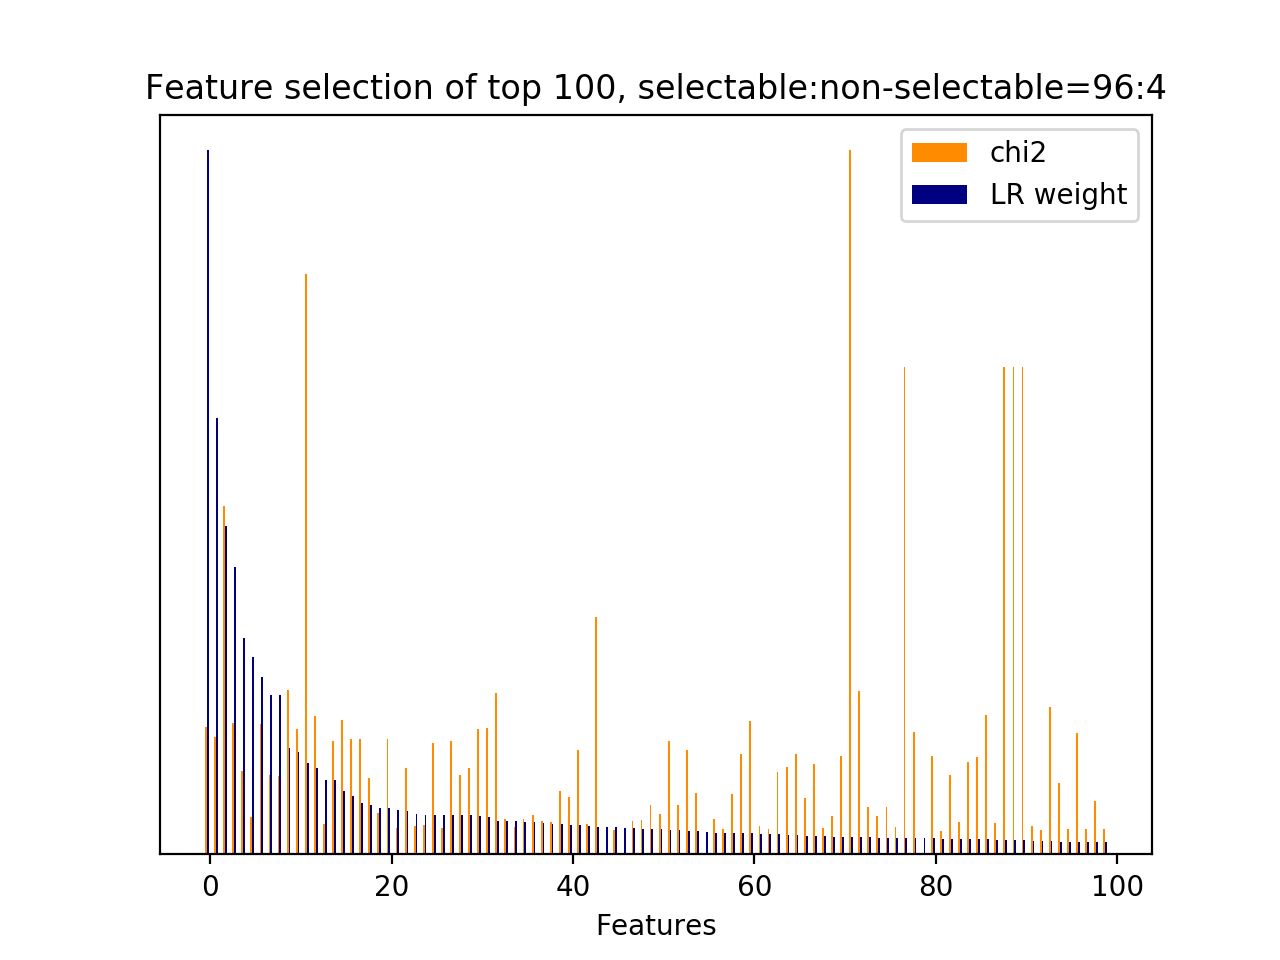 Feature selection of top 100, selectable:non-selectable=96:4
chi2
LR weight
0 20 40 60 80 100
Features